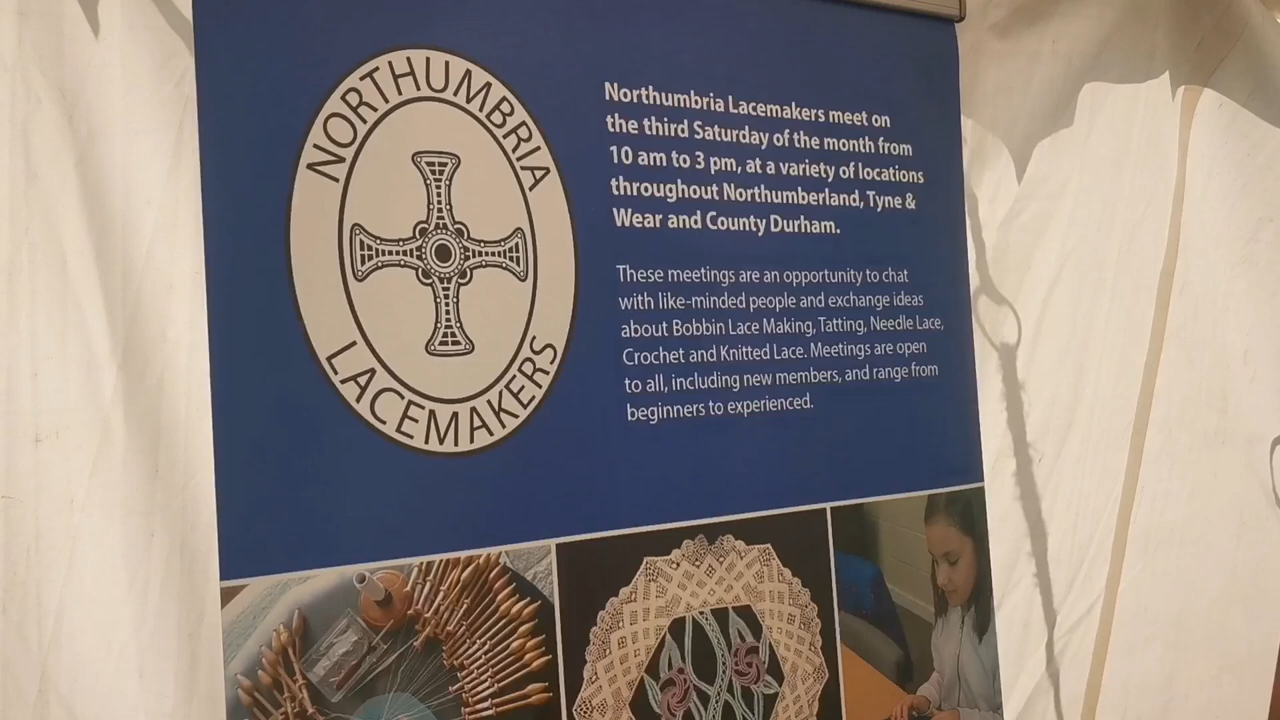 NORTHUMBRIA
LACEMAKERS
Northumbria Lacemakers meet on
the third Saturday of the month from
10 am to 3 pm, at a variety of locations
throughout Northumberland, Tyne &
Wear and County Durham.
These meetings are an opportunity to chat
with like-minded people and exchange ideas
about Bobbin Lace Making, Tatting, Needle Lace,
Crochet and Knitted Lace. Meetings are open
to all, including new members, and range from
beginners to experienced.